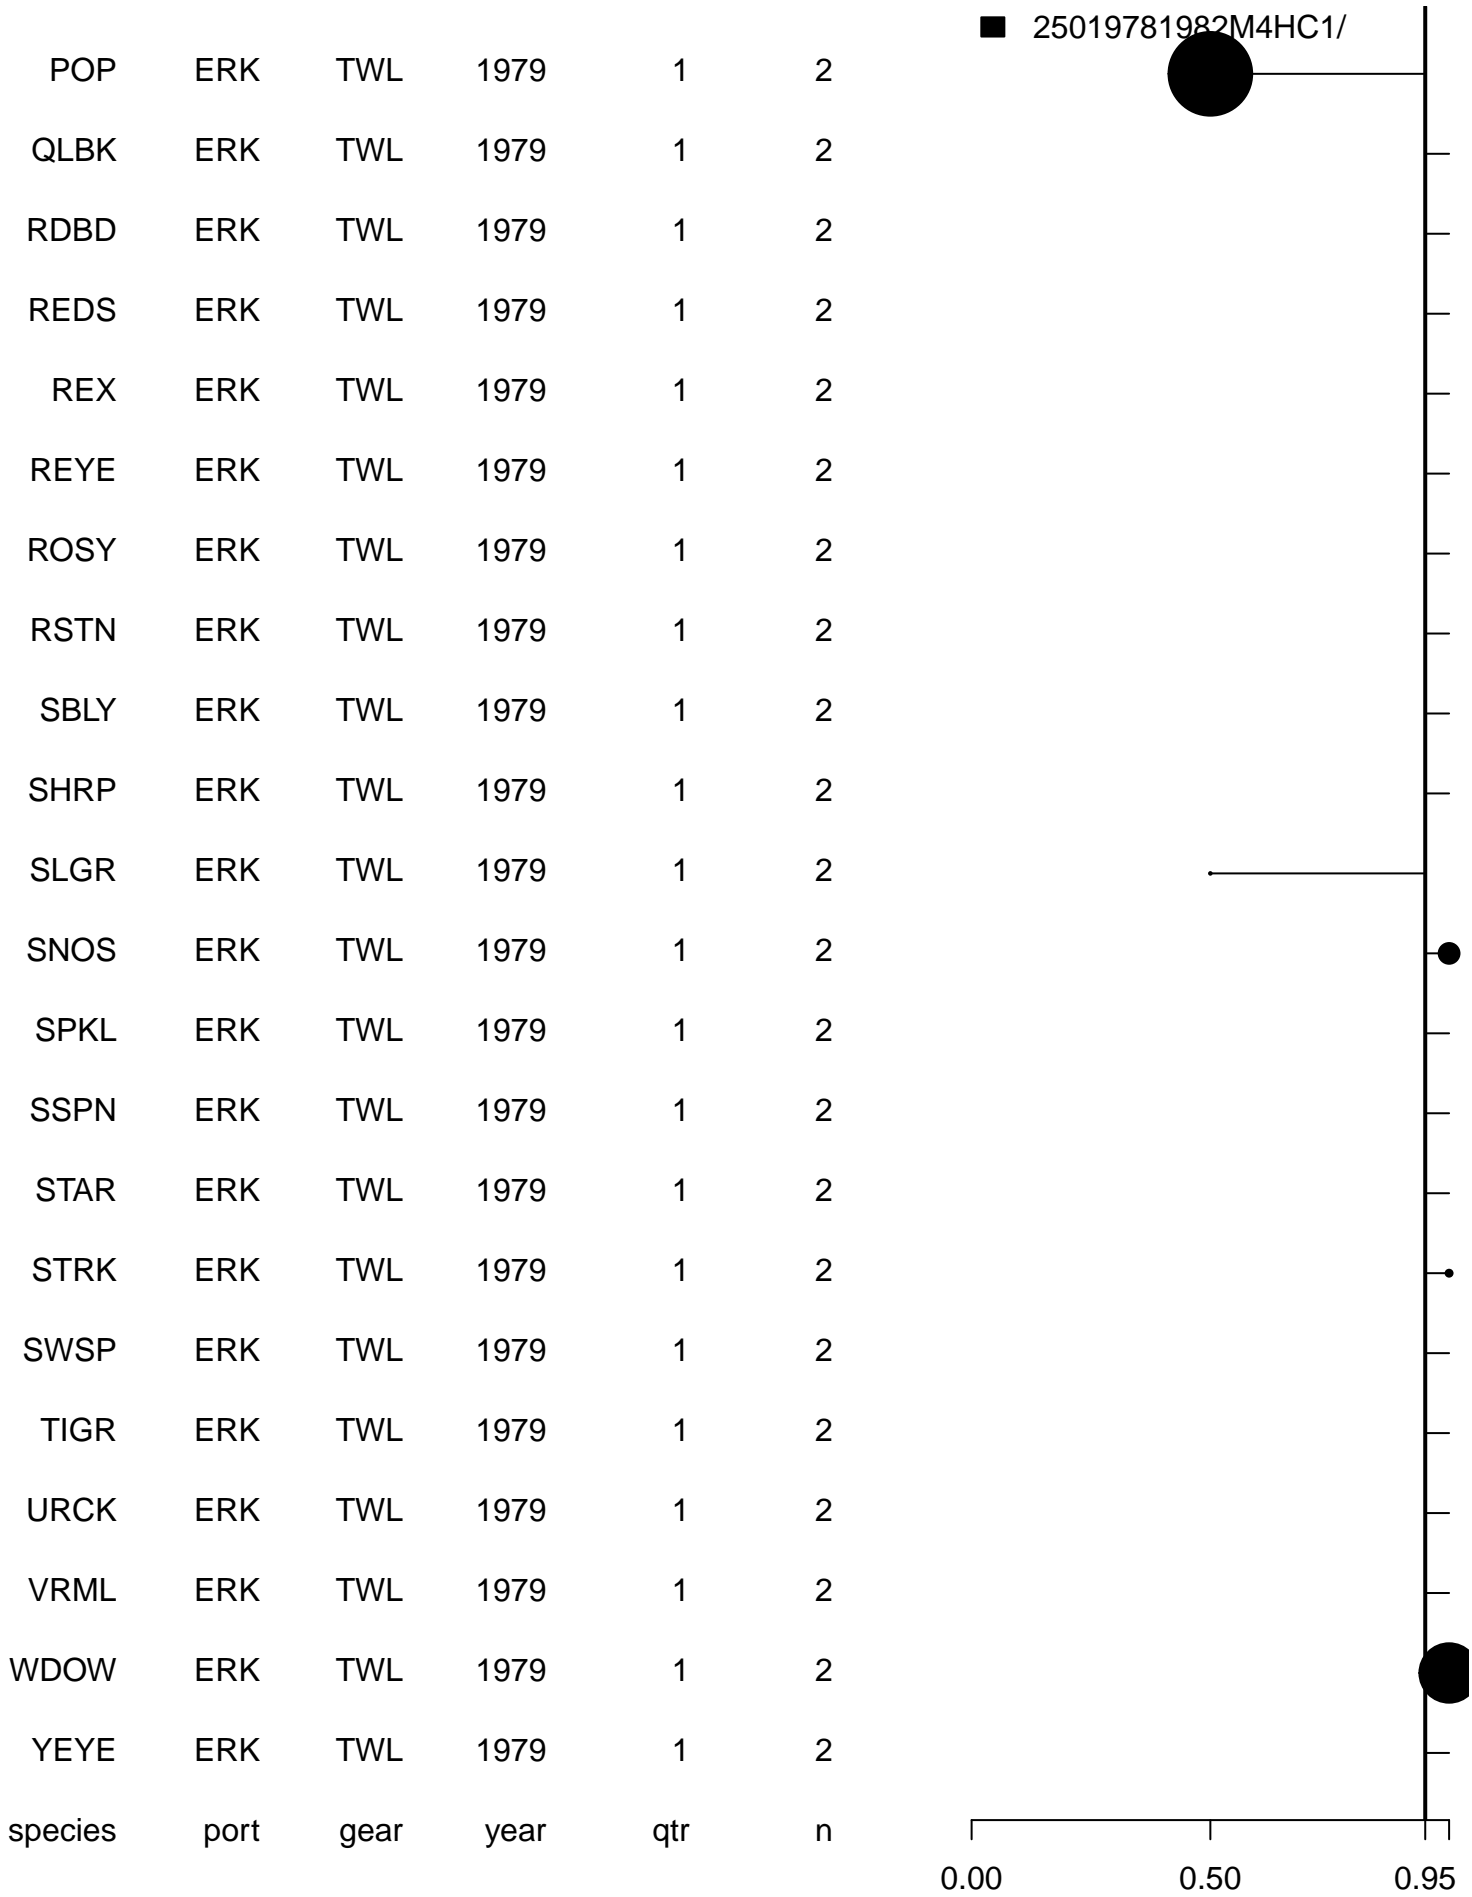 25019781982M4HC1/
POP ERK TWL 1979 1 2
QLBK ERK TWL 1979 1 2
RDBD ERK TWL 1979 1 2
REDS ERK TWL 1979 1 2
REX ERK TWL 1979 1 2
REYE ERK TWL 1979 1 2
ROSY ERK TWL 1979 1 2
RSTN ERK TWL 1979 1 2
SBLY ERK TWL 1979 1 2
SHRP ERK TWL 1979 1 2
SLGR ERK TWL 1979 1 2
SNOS ERK TWL 1979 1 2
SPKL ERK TWL 1979 1 2
SSPN ERK TWL 1979 1 2
STAR ERK TWL 1979 1 2
STRK ERK TWL 1979 1 2
SWSP ERK TWL 1979 1 2
TIGR ERK TWL 1979 1 2
URCK ERK TWL 1979 1 2
VRML ERK TWL 1979 1 2
WDOW ERK TWL 1979 1 2
YEYE ERK TWL 1979 1 2
species port gear year qtr n
0.00 0.50 0.95